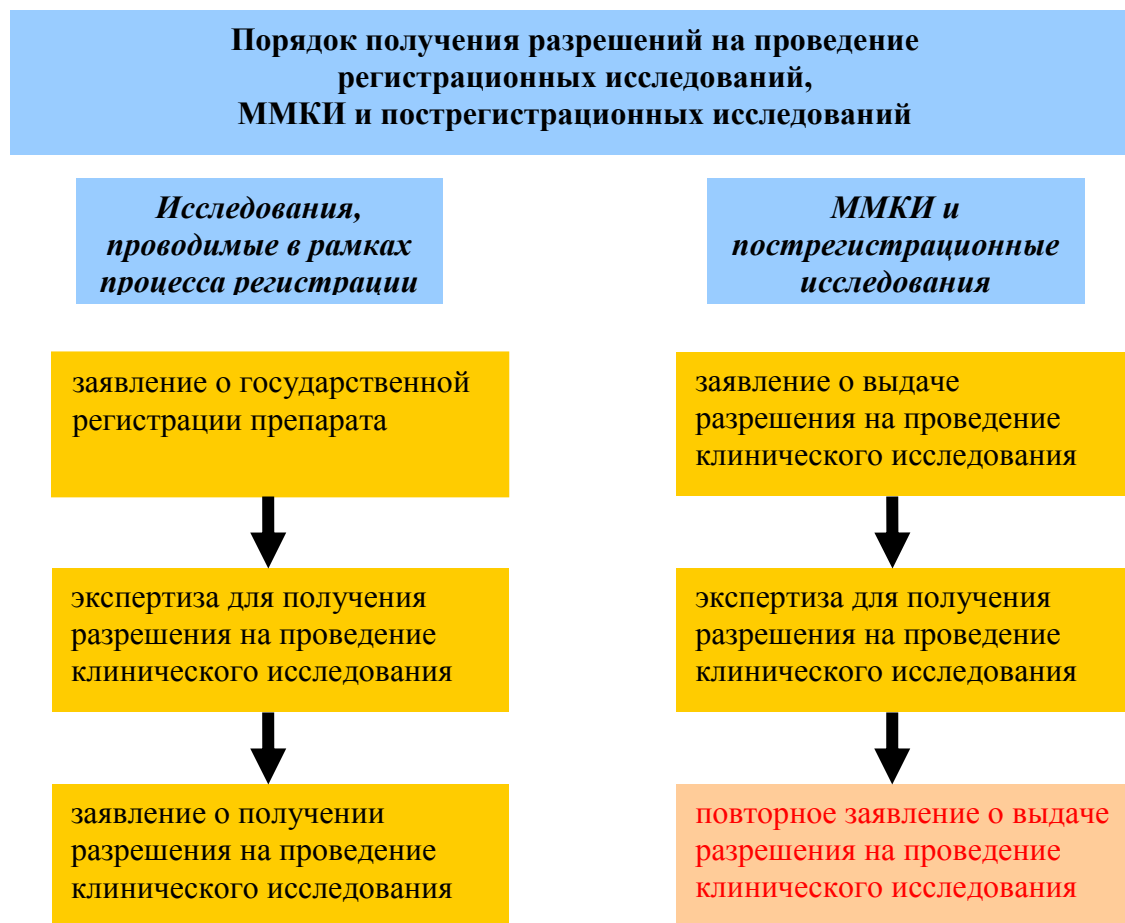 Порядок получения разрешений на проведение
регистрационных исследований,
ММКИ и пострегистрационных исследований
Исследования,
проводимые в рамках
процесса регистрации
ММКИ и
пострегистрационные
исследования
заявление о государственной
регистрации препарата
заявление о выдаче
разрешения на проведение
клинического исследования
экспертиза для получения
разрешения на проведение
клинического исследования
экспертиза для получения
разрешения на проведение
клинического исследования
заявление о получении
разрешения на проведение
клинического исследования
повторное заявление о выдаче
разрешения на проведение
клинического исследования